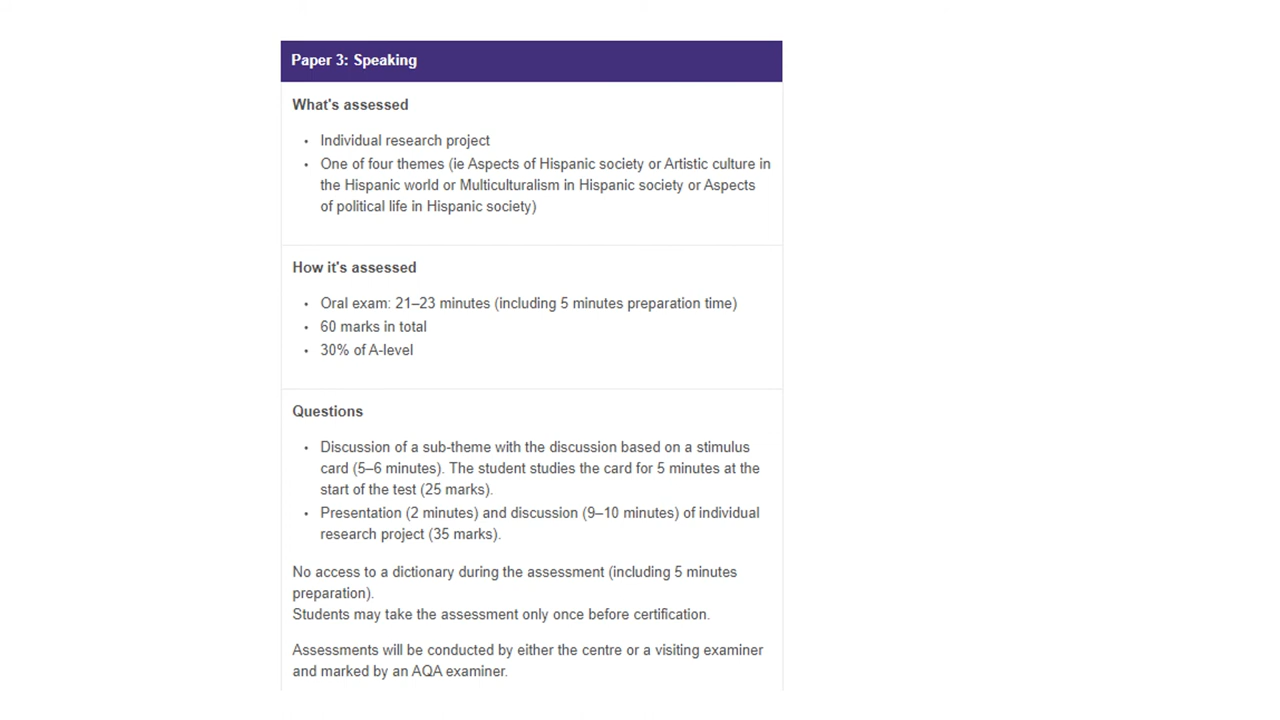 Paper 3: Speaking
What's assessed
• Individual research project
• One of four themes (ie Aspects of Hispanic society or Artistic culture in
the Hispanic world or Multiculturalism in Hispanic society or Aspects
of political life in Hispanic society)
How it's assessed
• Oral exam: 21–23 minutes (including 5 minutes preparation time)
• 60 marks in total
• 30% of A-level
Questions
• Discussion of a sub-theme with the discussion based on a stimulus
card (5–6 minutes). The student studies the card for 5 minutes at the
start of the test (25 marks).
• Presentation (2 minutes) and discussion (9–10 minutes) of individual
research project (35 marks).
No access to a dictionary during the assessment (including 5 minutes
preparation).
Students may take the assessment only once before certification.
Assessments will be conducted by either the centre or a visiting examiner
and marked by an AQA examiner.